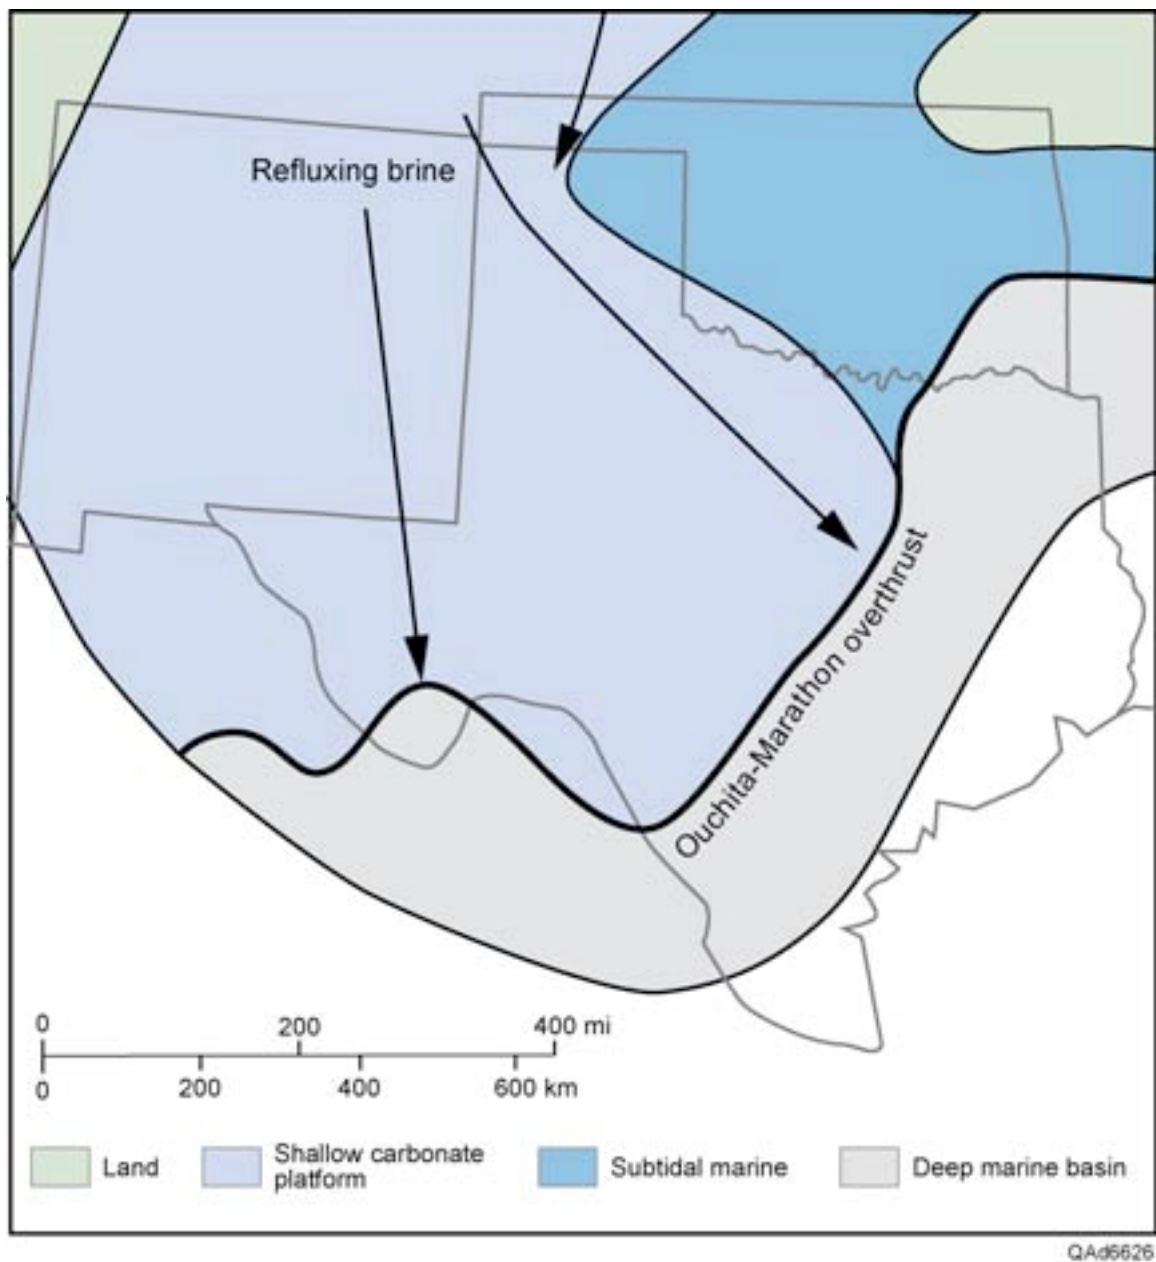 Refluxing brine
Ouchita-Marathon overthrust
0 200 400 mi
0 200 400 600 km
Land
Shallow carbonate
platform
Subtidal marine
Deep marine basin
QAd6626